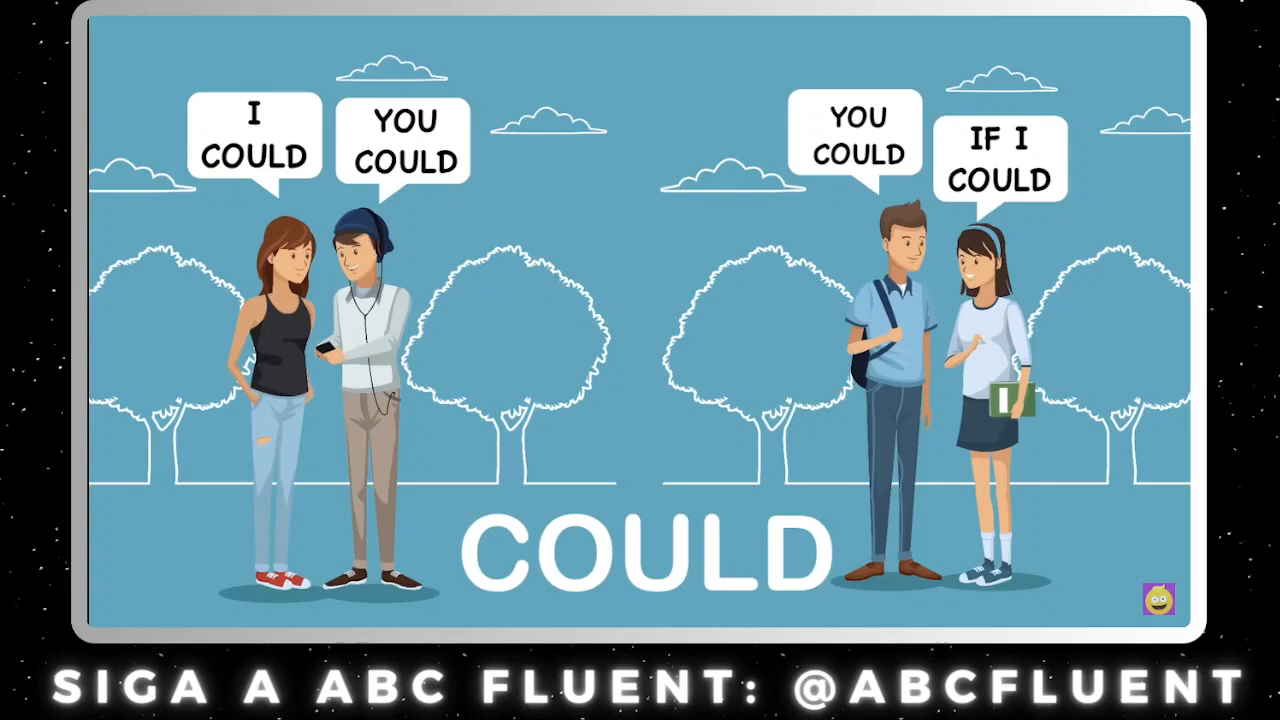 I
COULD
YOU
COULD
YOU
COULD
IF I
COULD
COULD
SIGA A ABC FLUENT: @ABCFLUENT